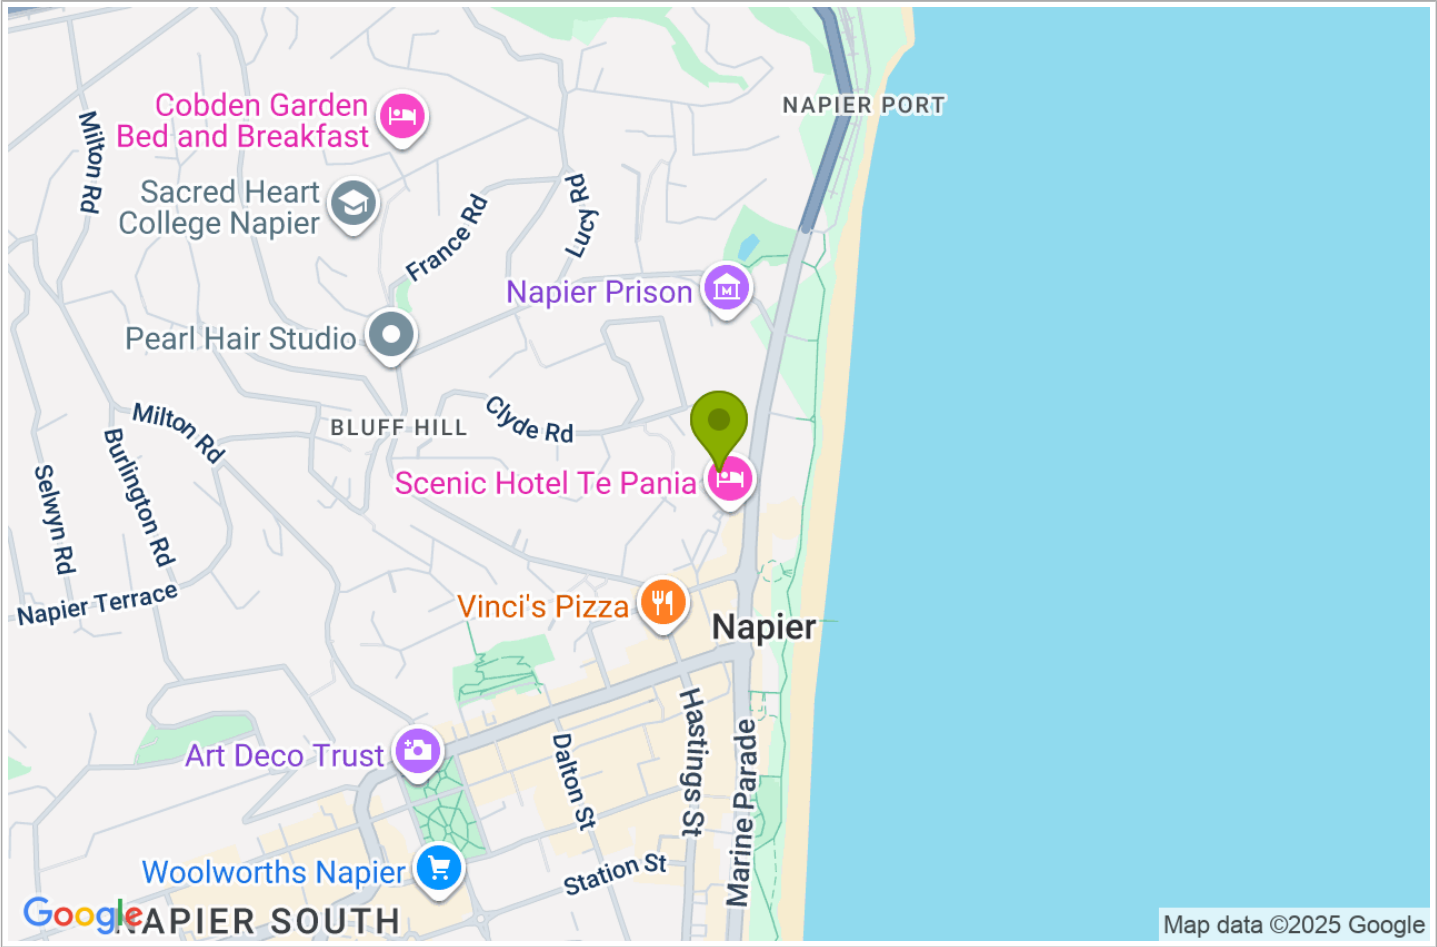 NAPIER PORT
Cobden Garden
Bed and Breakfast
Milton Rd
Sacred Heart
College Napier
Lucy Rd
France Rd
Napier Prison
M
Pearl Hair Studio
Clyde Rd
Milton Rd
BLUFF HILL
Burlington Rd
Selwyn Rd
Scenic Hotel Te Pania
Napier Terrace
Vinci's Pizza
Napier
Hastings St
Marine Parade
Dalton St
Art Deco Trust
Station St
Woolworths Napier
Google
NAPIER SOUTH
Map data ©2025 Google